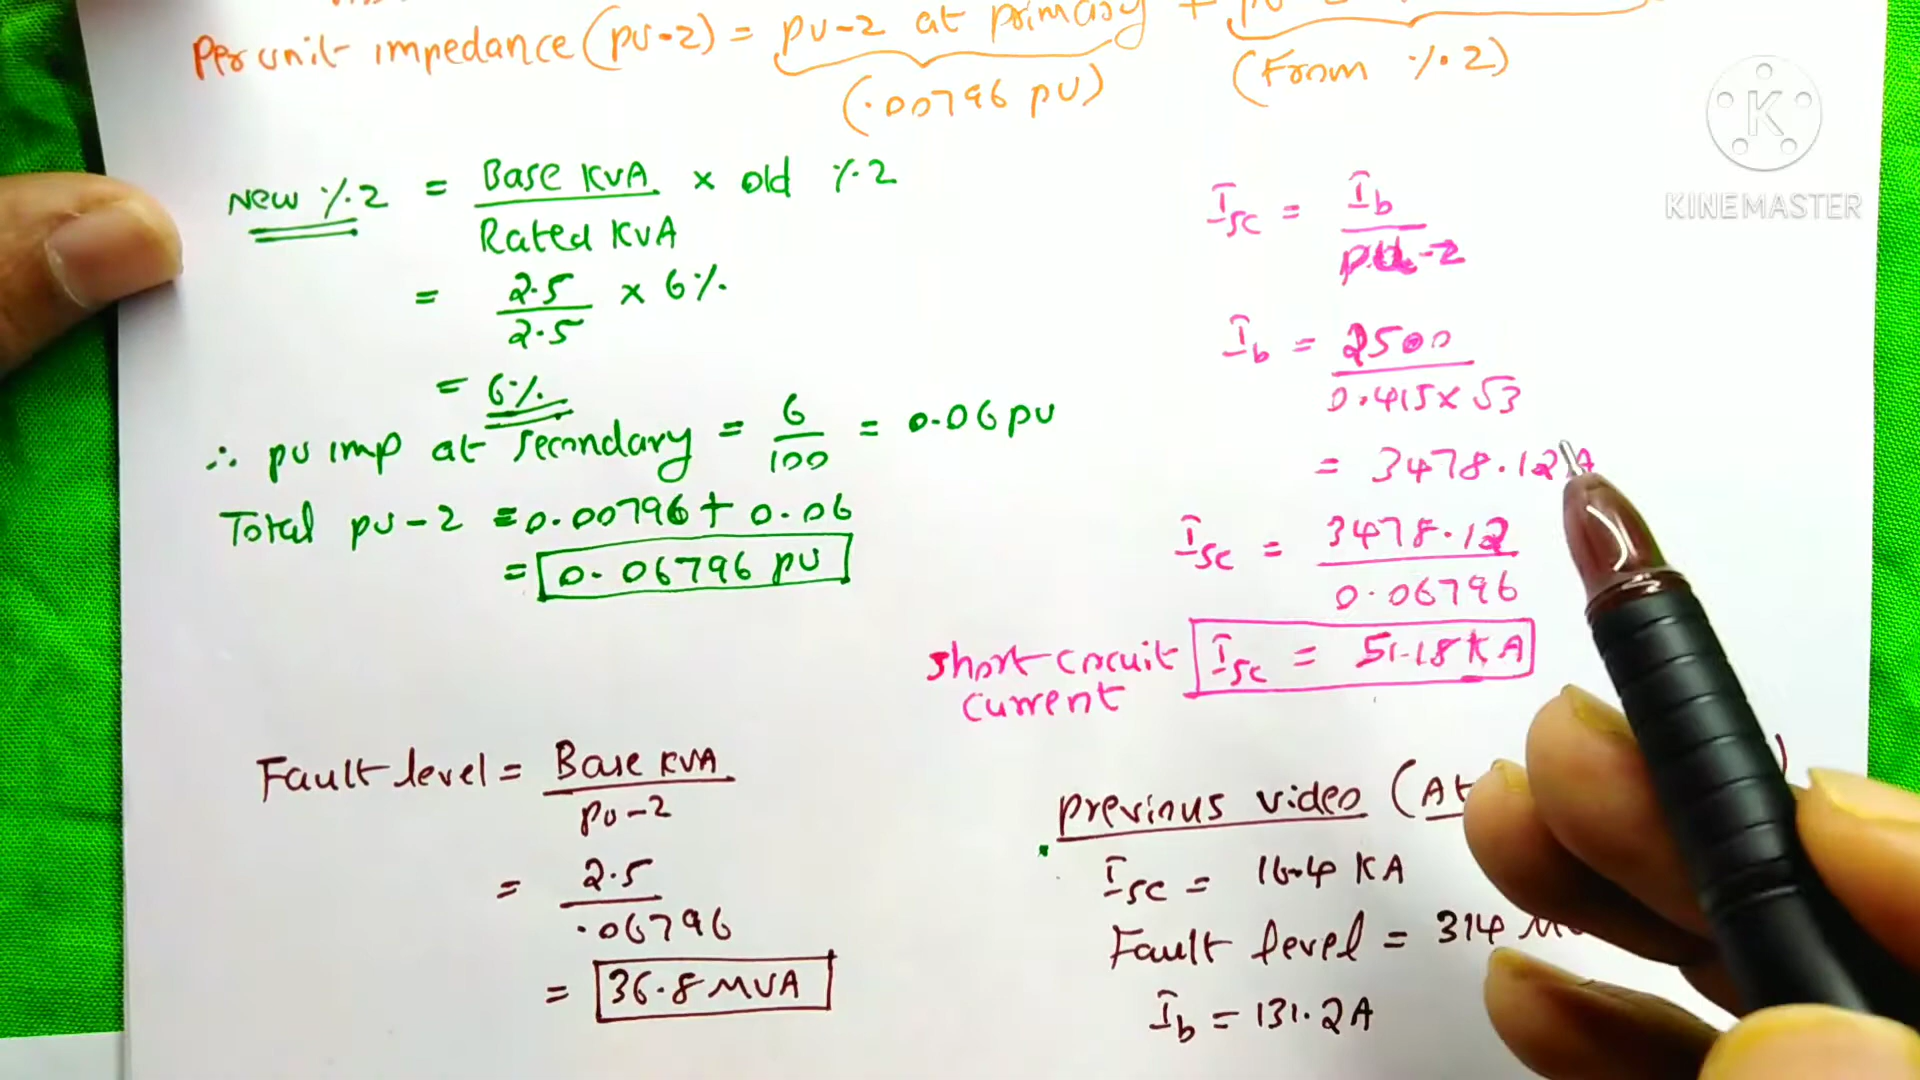 Per unit impedance (pu-z) = pu-z at primary +
(.00796 pu)
(From %.z)
New %.z = Base KVA / Rated KVA × old %.z
= 2.5 / 2.5 × 6%
= 6%
∴ pu imp at secondary = 6 / 100 = 0.06 pu
Total pu-z = 0.00796 + 0.06
= 0.06796 pu
Isc = Ib / pu-z
Ib = 2500 / 0.415 × √3
= 3478.12A
Isc = 3478.12 / 0.06796
short circuit current Isc = 51.18 KA
Fault level = Base KVA / pu-z
= 2.5 / .06796
= 36.8 MVA
previous video (At
Isc = 16.4 KA
Fault level = 314
Ib = 131.2A
K
KINEMASTER